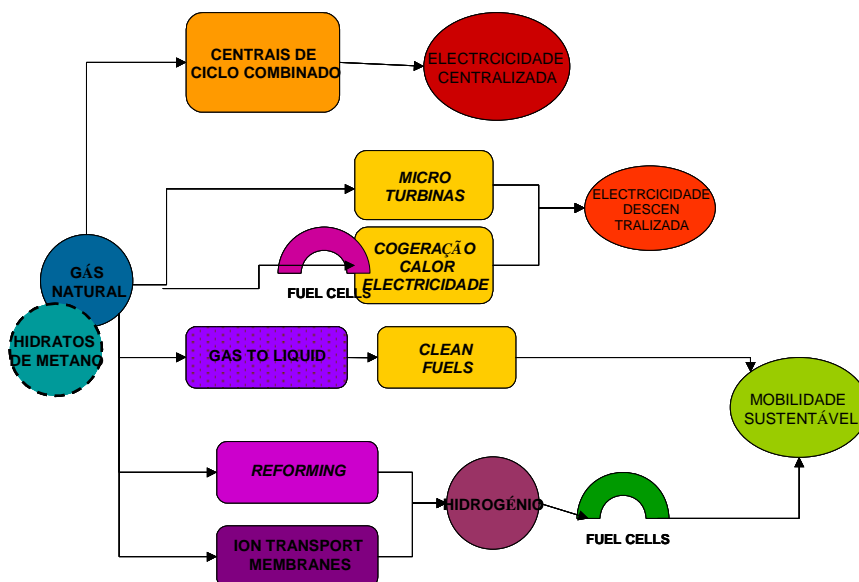 CENTRAIS DE
CICLO COMBINADO
ELECTRCICIDADE
CENTRALIZADA
MICRO
TURBINAS
ELECTRCICIDADE
DESCEN
TRALIZADA
COGERAÇÃO
CALOR
ELECTRICIDADE
FUEL CELLS
GÁS
NATURAL
HIDRATOS
DE METANO
GAS TO LIQUID
CLEAN
FUELS
MOBILIDADE
SUSTENTÁVEL
REFORMING
HIDROGÉNIO
FUEL CELLS
ION TRANSPORT
MEMBRANES